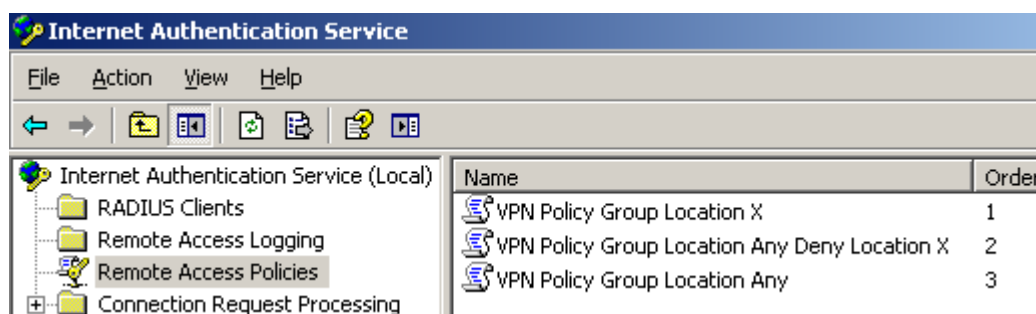 Internet Authentication Service
File Action View Help
Internet Authentication Service (Local)
RADIUS Clients
Remote Access Logging
Remote Access Policies
Connection Request Processing
Name Order
VPN Policy Group Location X 1
VPN Policy Group Location Any Deny Location X 2
VPN Policy Group Location Any 3